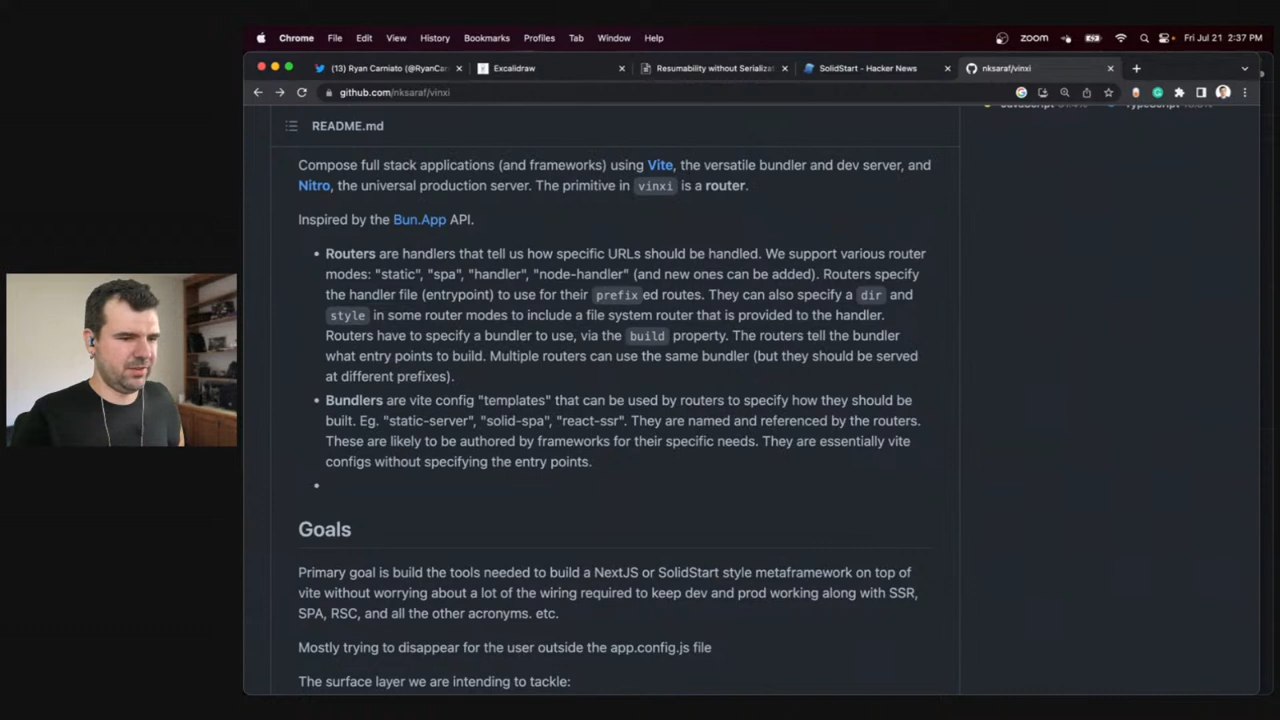 Chrome File Edit View History Bookmarks Profiles Tab Window Help zoom Fri Jul 21 2:37 PM
(13) Ryan Carniato (@RyanCar Excalidraw Resumability without Serializat SolidStart - Hacker News nksaraf/vinxi
github.com/nksaraf/vinxi
README.md
Compose full stack applications (and frameworks) using Vite, the versatile bundler and dev server, and
Nitro, the universal production server. The primitive in vinxi is a router.
Inspired by the Bun.App API.
• Routers are handlers that tell us how specific URLs should be handled. We support various router
modes: "static", "spa", "handler", "node-handler" (and new ones can be added). Routers specify
the handler file (entrypoint) to use for their prefixed routes. They can also specify a dir and
style in some router modes to include a file system router that is provided to the handler.
Routers have to specify a bundler to use, via the build property. The routers tell the bundler
what entry points to build. Multiple routers can use the same bundler (but they should be served
at different prefixes).
• Bundlers are vite config "templates" that can be used by routers to specify how they should be
built. Eg. "static-server", "solid-spa", "react-ssr". They are named and referenced by the routers.
These are likely to be authored by frameworks for their specific needs. They are essentially vite
configs without specifying the entry points.
•
Goals
Primary goal is build the tools needed to build a NextJS or SolidStart style metaframework on top of
vite without worrying about a lot of the wiring required to keep dev and prod working along with SSR,
SPA, RSC, and all the other acronyms. etc.
Mostly trying to disappear for the user outside the app.config.js file
The surface layer we are intending to tackle: